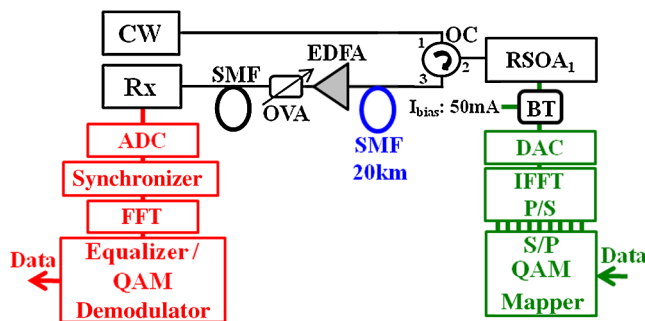 CW
OC
1
2
3
EDFA
RSOA1
Rx
SMF
OVA
Ibias: 50mA
BT
SMF
20km
ADC
DAC
Synchronizer
IFFT
P/S
FFT
S/P
QAM
Mapper
Data
Equalizer /
QAM
Demodulator
Data